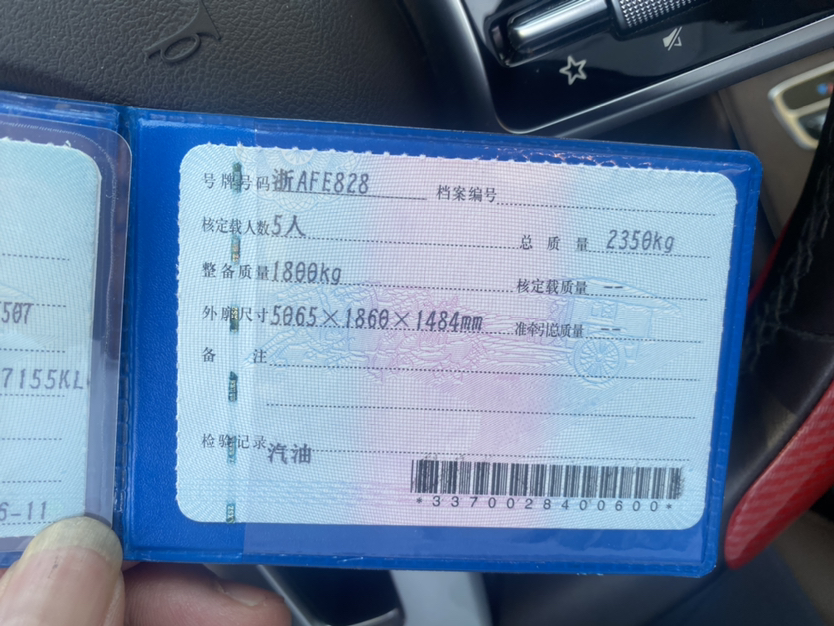 号牌号码 浙AFE828 档案编号
核定载人数 5人 总质量 2350kg
整备质量 1800kg 核定载质量 --
外廓尺寸 5065×1860×1484mm 准牵引总质量 --
备注
检验记录 汽油
*3370028400600*
507
7155KL
6-11